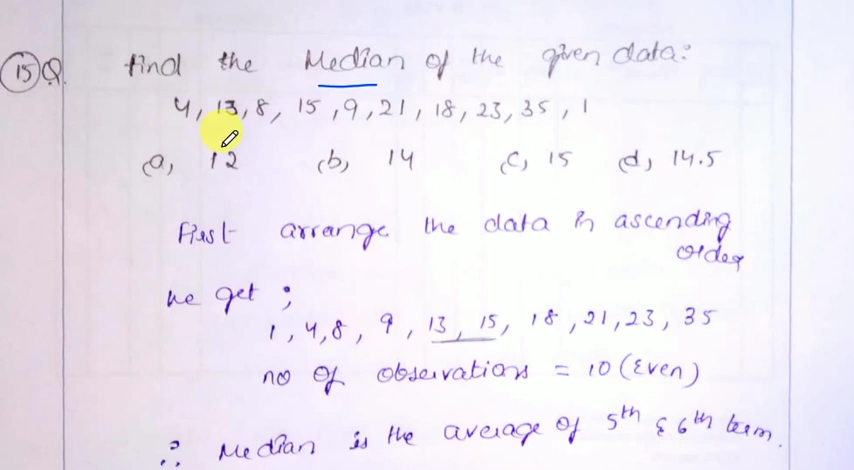 15) Q. find the Median of the given data:
4, 13, 8, 15, 9, 21, 18, 23, 35, 1
(a) 12 (b) 14 (c) 15 (d) 14.5
First arrange the data in ascending
order
we get ;
1, 4, 8, 9, 13, 15, 18, 21, 23, 35
no of observations = 10 (Even)
∴ Median is the average of 5th & 6th term.